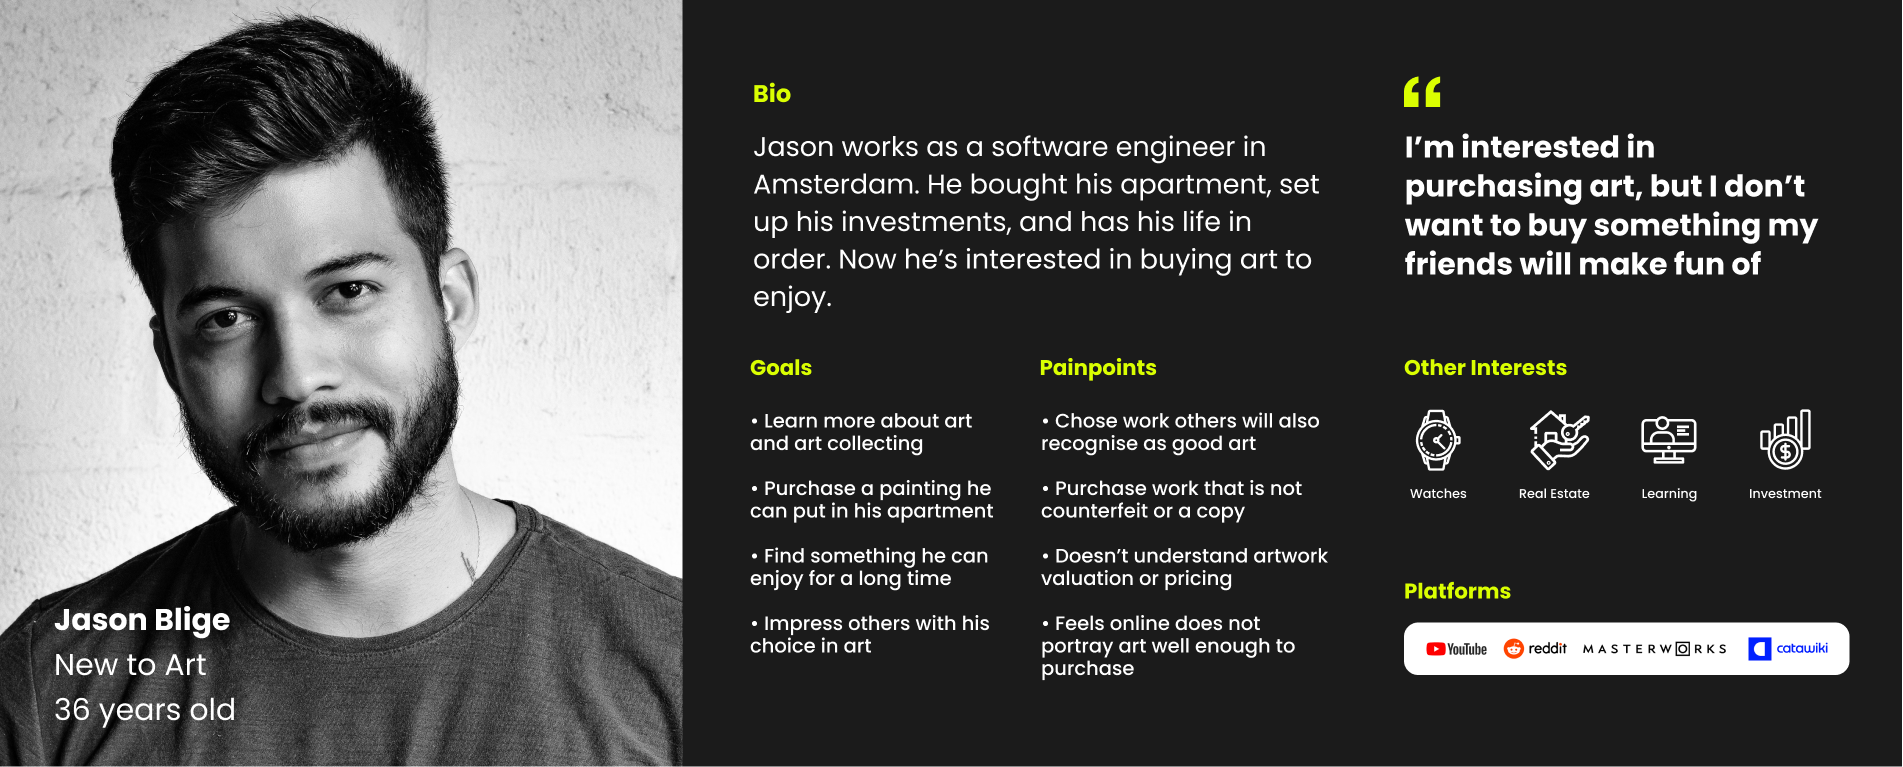 Jason Blige
New to Art
36 years old
Bio
Jason works as a software engineer in
Amsterdam. He bought his apartment, set
up his investments, and has his life in
order. Now he’s interested in buying art to
enjoy.
Goals
• Learn more about art
and art collecting
• Purchase a painting he
can put in his apartment
• Find something he can
enjoy for a long time
• Impress others with his
choice in art
Painpoints
• Chose work others will also
recognise as good art
• Purchase work that is not
counterfeit or a copy
• Doesn’t understand artwork
valuation or pricing
• Feels online does not
portray art well enough to
purchase
“
I’m interested in
purchasing art, but I don’t
want to buy something my
friends will make fun of
Other Interests
Watches
Real Estate
Learning
Investment
Platforms
YouTube
reddit
MASTERWORKS
catawiki